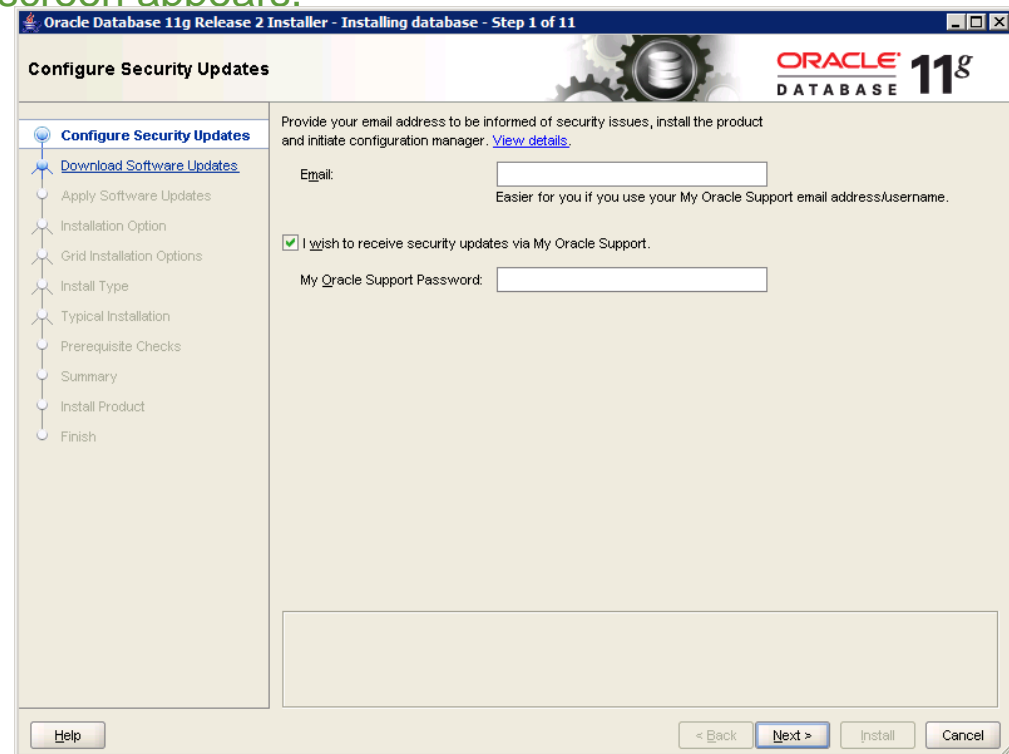 screen appears.
Oracle Database 11g Release 2 Installer - Installing database - Step 1 of 11
Configure Security Updates
ORACLE
DATABASE
11g
Configure Security Updates
Download Software Updates
Apply Software Updates
Installation Option
Grid Installation Options
Install Type
Typical Installation
Prerequisite Checks
Summary
Install Product
Finish
Provide your email address to be informed of security issues, install the product
and initiate configuration manager. View details.
Email:
Easier for you if you use your My Oracle Support email address/username.
I wish to receive security updates via My Oracle Support.
My Oracle Support Password:
Help
< Back
Next >
Install
Cancel